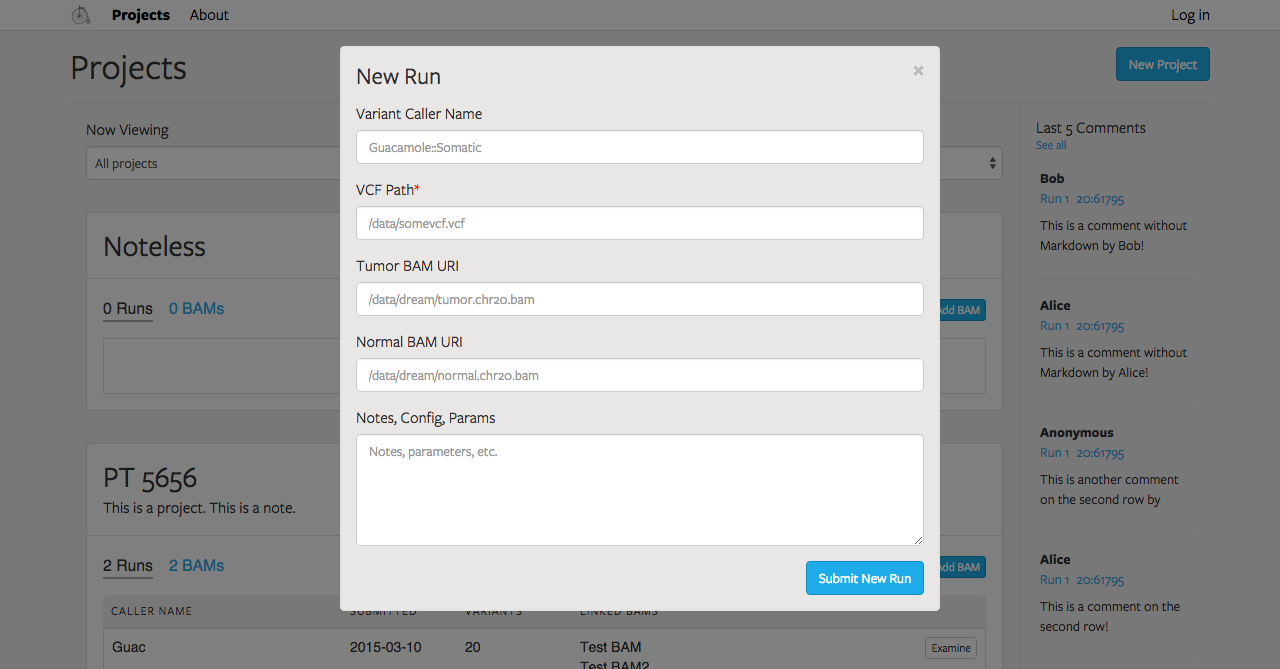 Projects About Log in
Projects
New Project
Now Viewing
All projects
Noteless
0 Runs 0 BAMs
Add BAM
PT 5656
This is a project. This is a note.
2 Runs 2 BAMs
Add BAM
CALLER NAME SUBMITTED VARIANTS LINKED BAMS
Guac 2015-03-10 20 Test BAM Examine
Test BAM2
New Run ×
Variant Caller Name
Guacamole::Somatic
VCF Path*
/data/somevcf.vcf
Tumor BAM URI
/data/dream/tumor.chr20.bam
Normal BAM URI
/data/dream/normal.chr20.bam
Notes, Config, Params
Notes, parameters, etc.
Submit New Run
Last 5 Comments
See all
Bob
Run 1 20:61795
This is a comment without
Markdown by Bob!
Alice
Run 1 20:61795
This is a comment without
Markdown by Alice!
Anonymous
Run 1 20:61795
This is another comment
on the second row by
Alice
Run 1 20:61795
This is a comment on the
second row!